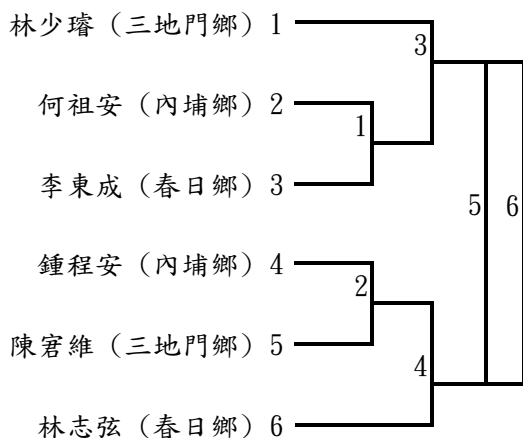 林少璿（三地門鄉）1
3
何祖安（內埔鄉）2
1
李東成（春日鄉）3
5
6
鍾程安（內埔鄉）4
2
陳宭維（三地門鄉）5
4
林志弦（春日鄉）6